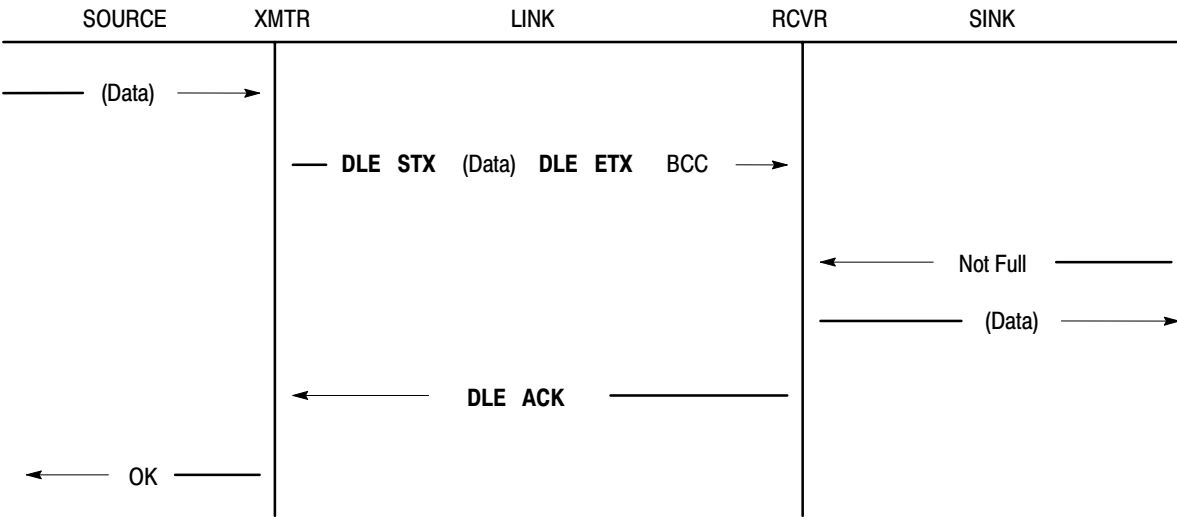 SOURCE XMTR LINK RCVR SINK
(Data)
DLE STX (Data) DLE ETX BCC
Not Full
(Data)
DLE ACK
OK